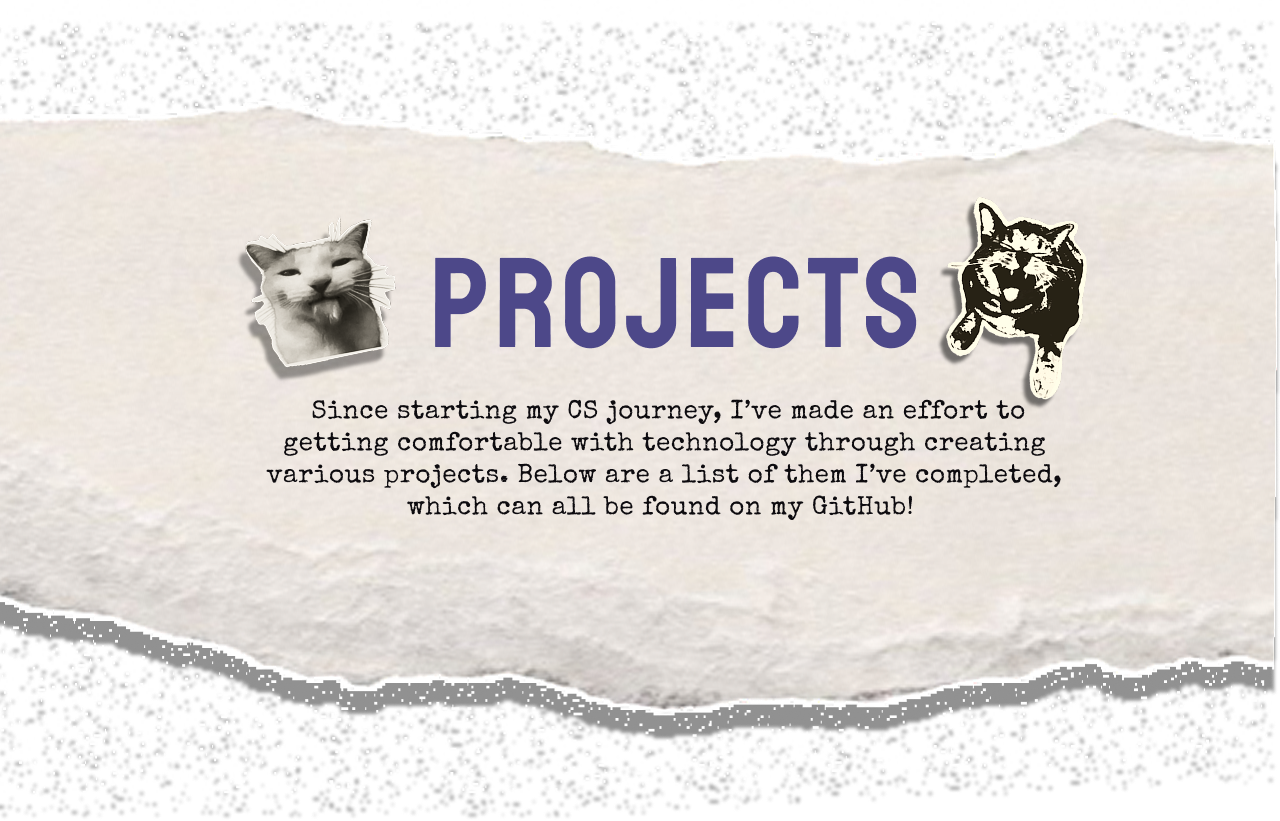 PROJECTS
Since starting my CS journey, I’ve made an effort to
getting comfortable with technology through creating
various projects. Below are a list of them I’ve completed,
which can all be found on my GitHub!